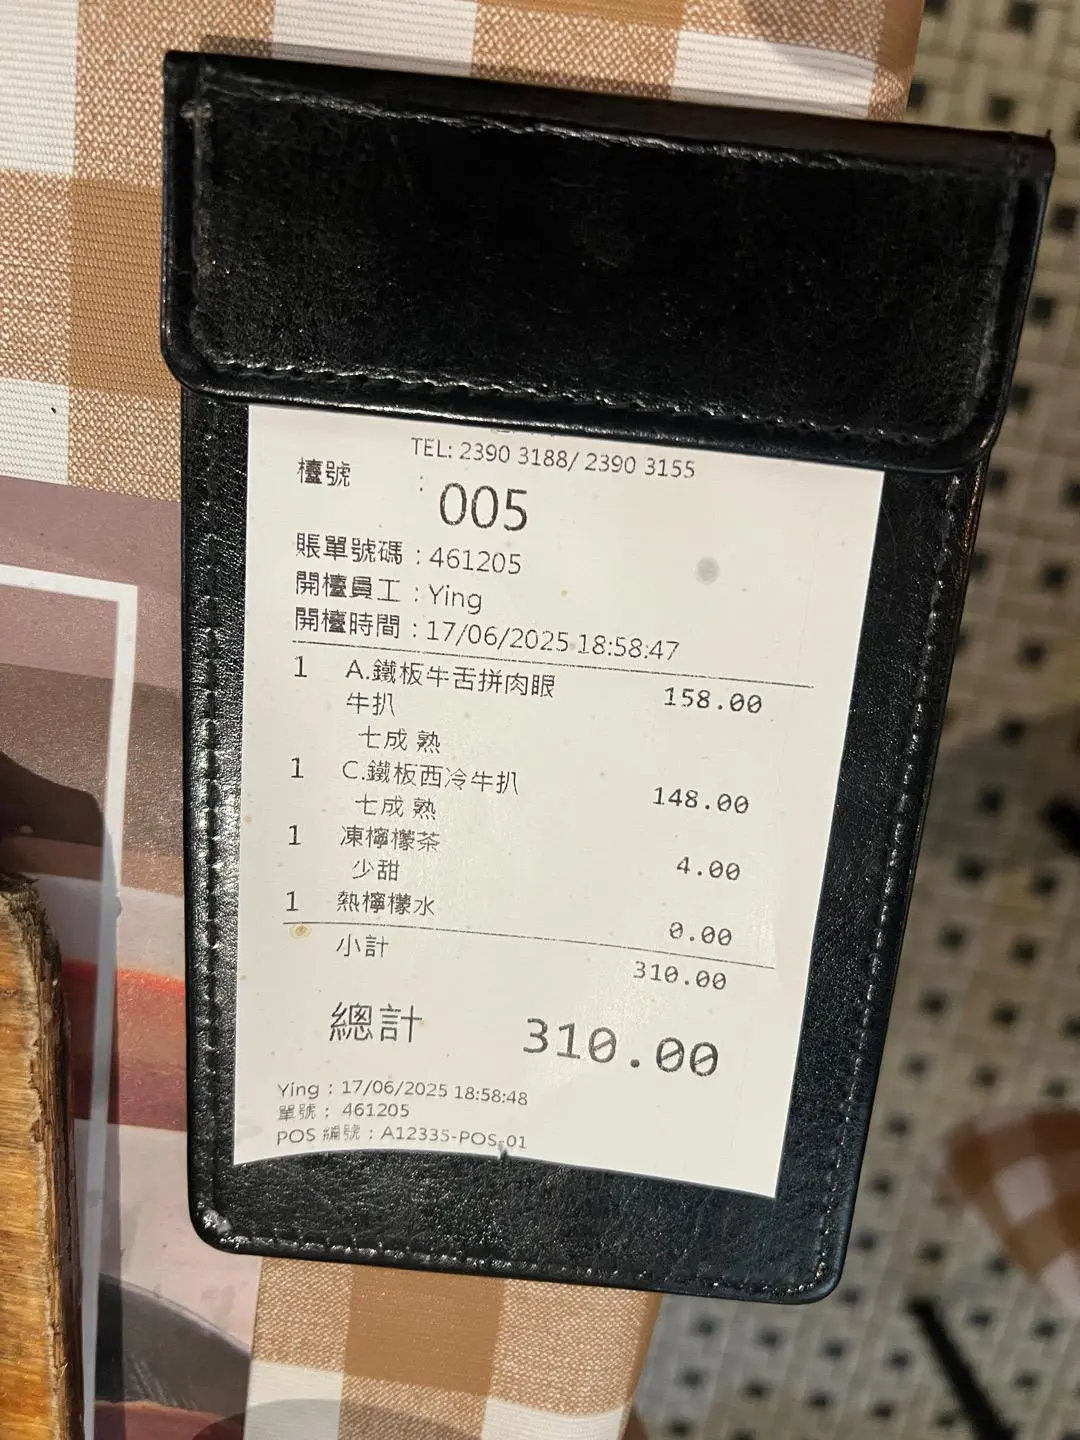 TEL: 2390 3188/ 2390 3155
檯號 : 005
賬單號碼 : 461205
開檯員工 : Ying
開檯時間 : 17/06/2025 18:58:47
1 A.鐵板牛舌拼肉眼 158.00
牛扒
七成 熟
1 C.鐵板西冷牛扒 148.00
七成 熟
1 凍檸檬茶 4.00
少甜
1 熱檸檬水 0.00
小計 310.00
總計 310.00
Ying : 17/06/2025 18:58:48
單號 : 461205
POS 編號 : A12335-POS-01